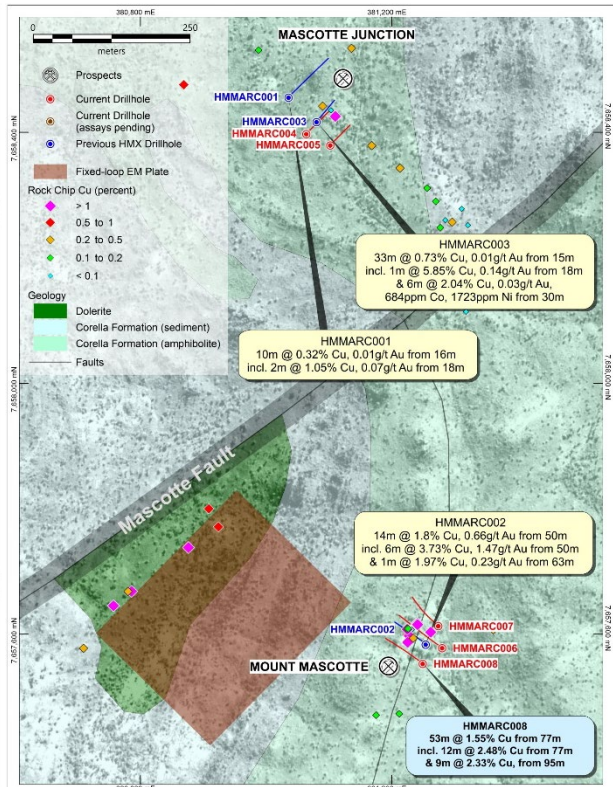 380,800 mE
381,200 mE
0
250
meters
Prospects
Current Drillhole
Current Drillhole
(assays pending)
Previous HMX Drillhole
Fixed-loop EM Plate
Rock Chip Cu (percent)
> 1
0.5 to 1
0.2 to 0.5
0.1 to 0.2
< 0.1
Geology
Dolerite
Corella Formation (sediment)
Corella Formation (amphibolite)
Faults
MASCOTTE JUNCTION
HMMARC001
HMMARC003
HMMARC004
HMMARC005
7,658,400 mN
7,658,400 mN
HMMARC003
33m @ 0.73% Cu, 0.01g/t Au from 15m
incl. 1m @ 5.85% Cu, 0.14g/t Au from 18m
& 6m @ 2.04% Cu, 0.03g/t Au,
684ppm Co, 1723ppm Ni from 30m
HMMARC001
10m @ 0.32% Cu, 0.01g/t Au from 16m
incl. 2m @ 1.05% Cu, 0.07g/t Au from 18m
7,658,000 mN
7,658,000 mN
Mascotte Fault
HMMARC002
14m @ 1.8% Cu, 0.66g/t Au from 50m
incl. 6m @ 3.73% Cu, 1.47g/t Au from 50m
& 1m @ 1.97% Cu, 0.23g/t Au from 63m
HMMARC002
HMMARC007
HMMARC006
HMMARC008
MOUNT MASCOTTE
7,657,600 mN
7,657,600 mN
HMMARC008
53m @ 1.55% Cu from 77m
incl. 12m @ 2.48% Cu from 77m
& 9m @ 2.33% Cu, from 95m